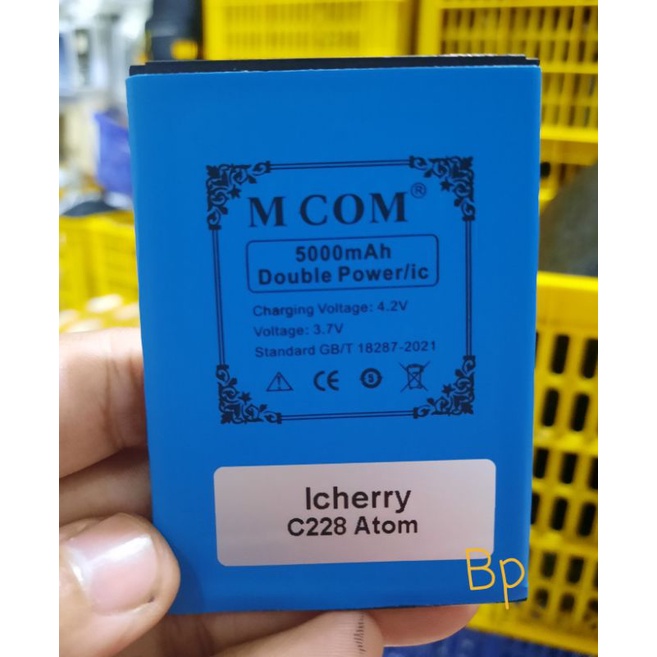 M COM®
5000mAh
Double Power/ic
Charging Voltage: 4.2V
Voltage: 3.7V
Standard GB/T 18287-2021
CE
Icherry
C228 Atom
Bp